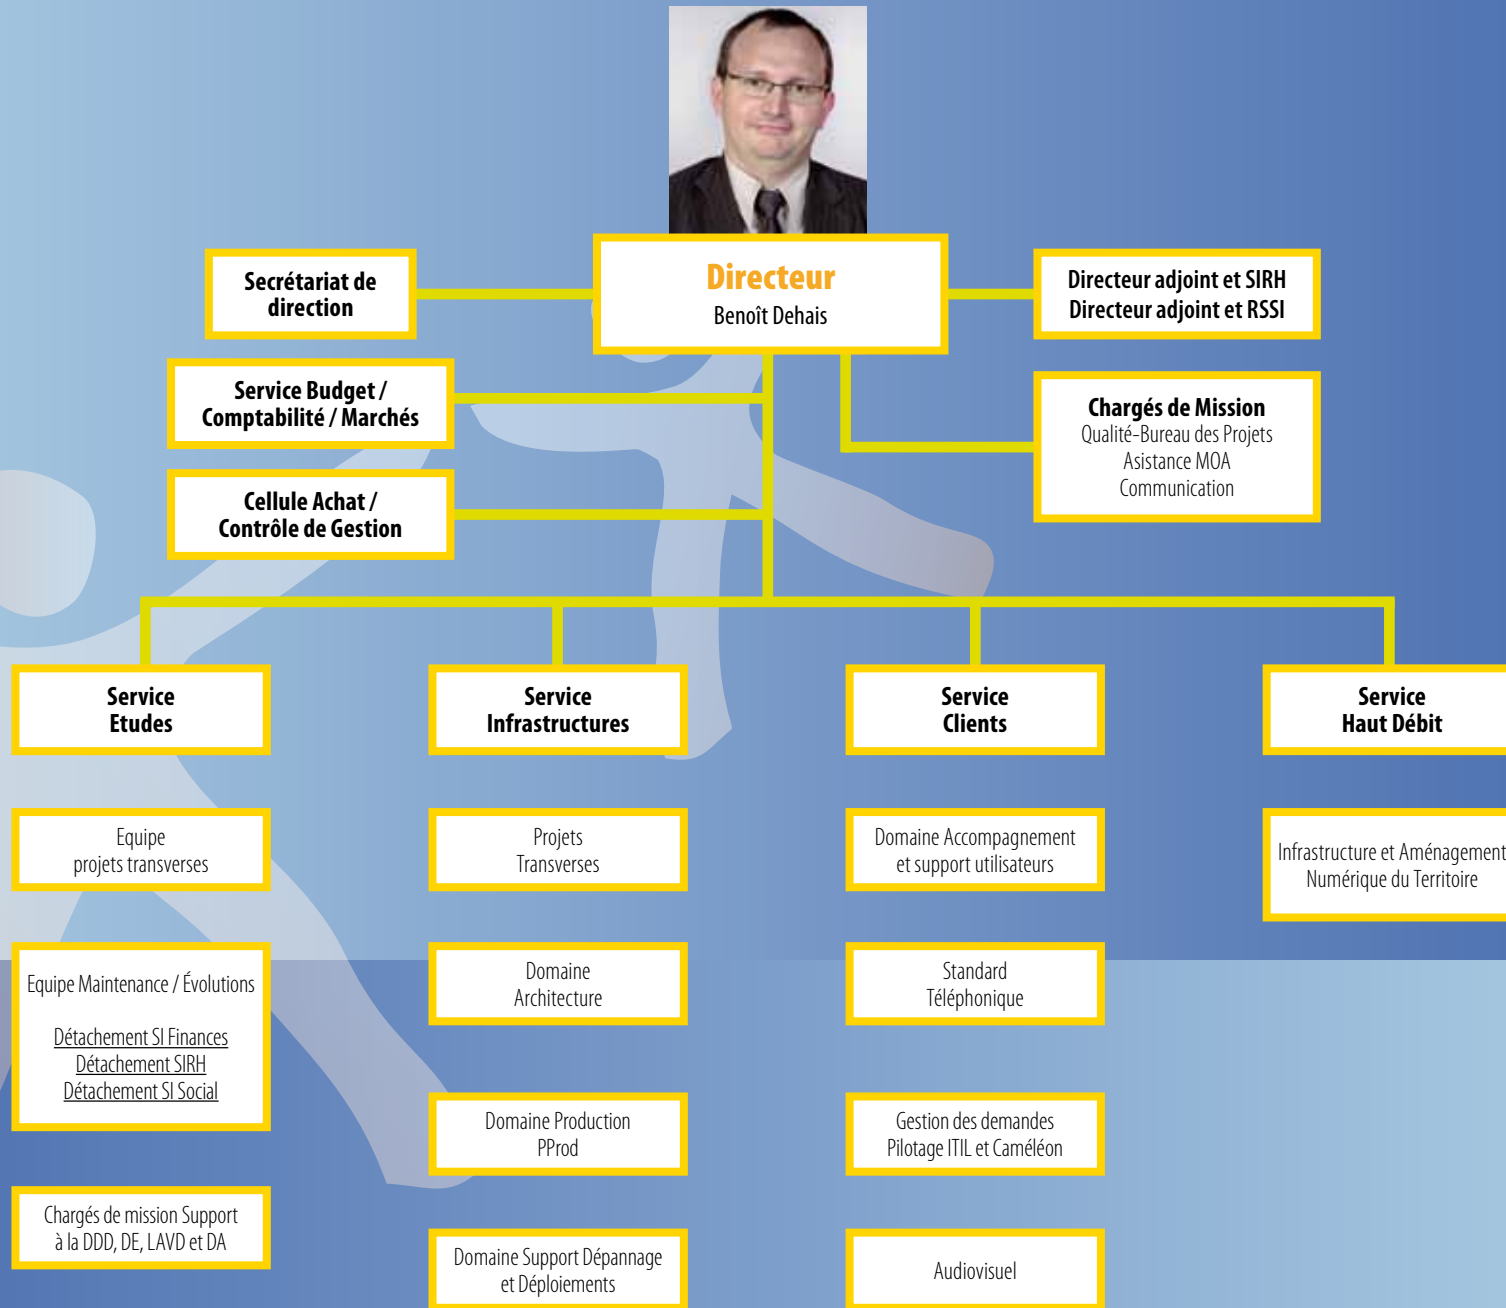 Directeur
Benoît Dehais
Secrétariat de
direction
Directeur adjoint et SIRH
Directeur adjoint et RSSI
Service Budget /
Comptabilité / Marchés
Chargés de Mission
Qualité-Bureau des Projets
Asistance MOA
Communication
Cellule Achat /
Contrôle de Gestion
Service
Etudes
Equipe
projets transverses
Equipe Maintenance / Évolutions
Détachement SI Finances
Détachement SIRH
Détachement SI Social
Chargés de mission Support
à la DDD, DE, LAVD et DA
Service
Infrastructures
Projets
Transverses
Domaine
Architecture
Domaine Production
PProd
Domaine Support Dépannage
et Déploiements
Service
Clients
Domaine Accompagnement
et support utilisateurs
Standard
Téléphonique
Gestion des demandes
Pilotage ITIL et Caméléon
Audiovisuel
Service
Haut Débit
Infrastructure et Aménagement
Numérique du Territoire